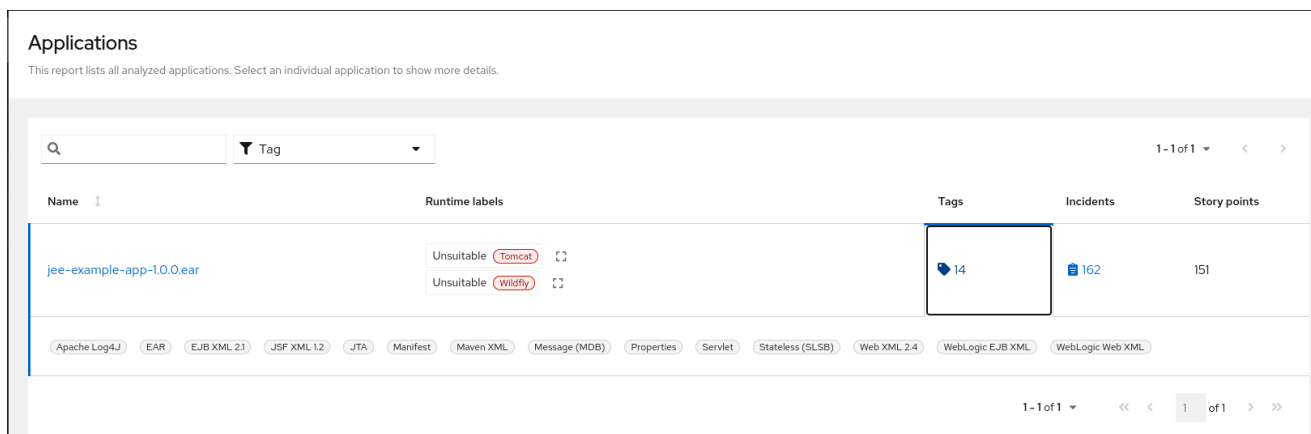 Applications
This report lists all analyzed applications. Select an individual application to show more details.
Tag
1 - 1 of 1
Name Runtime labels Tags Incidents Story points
jee-example-app-1.0.0.ear Unsuitable Tomcat 14 162 151
Unsuitable Wildfly
Apache Log4J EAR EJB XML 2.1 JSF XML 1.2 JTA Manifest Maven XML Message (MDB) Properties Servlet Stateless (SLSB) Web XML 2.4 WebLogic EJB XML WebLogic Web XML
1 - 1 of 1 1 of 1